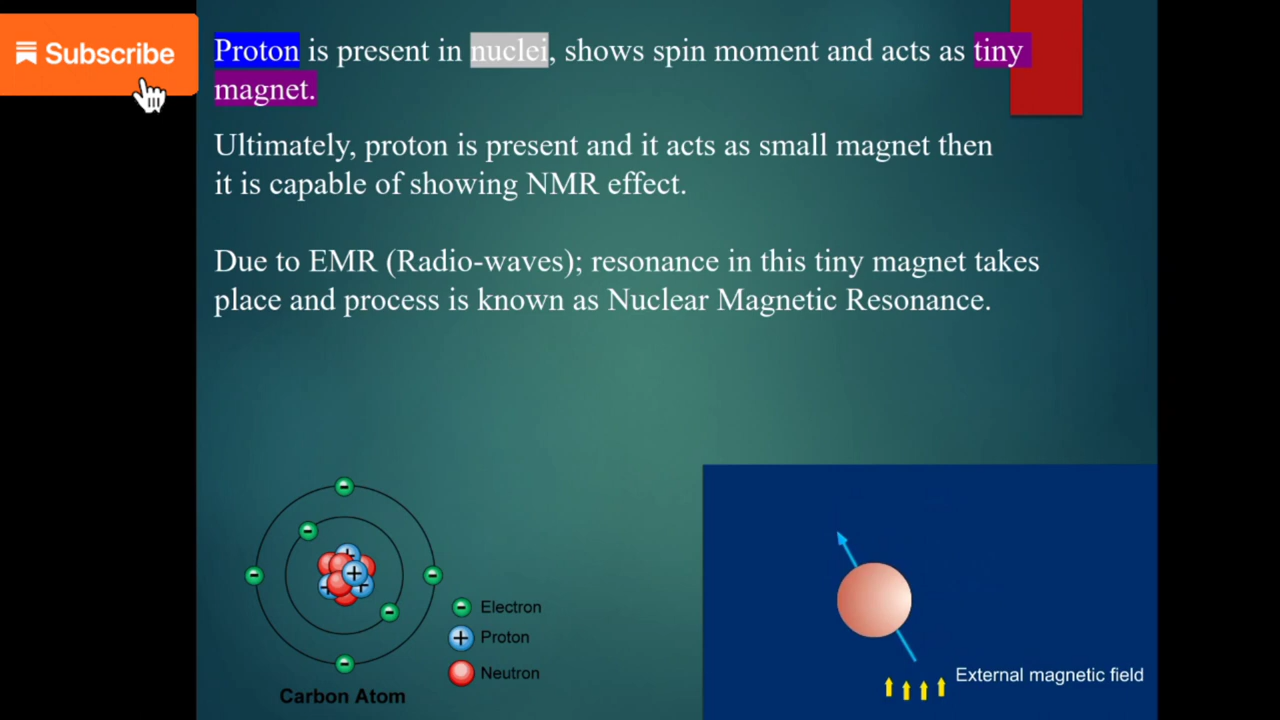 Subscribe
Proton is present in nuclei, shows spin moment and acts as tiny
magnet.
Ultimately, proton is present and it acts as small magnet then
it is capable of showing NMR effect.
Due to EMR (Radio-waves); resonance in this tiny magnet takes
place and process is known as Nuclear Magnetic Resonance.
Electron
Proton
Neutron
Carbon Atom
External magnetic field